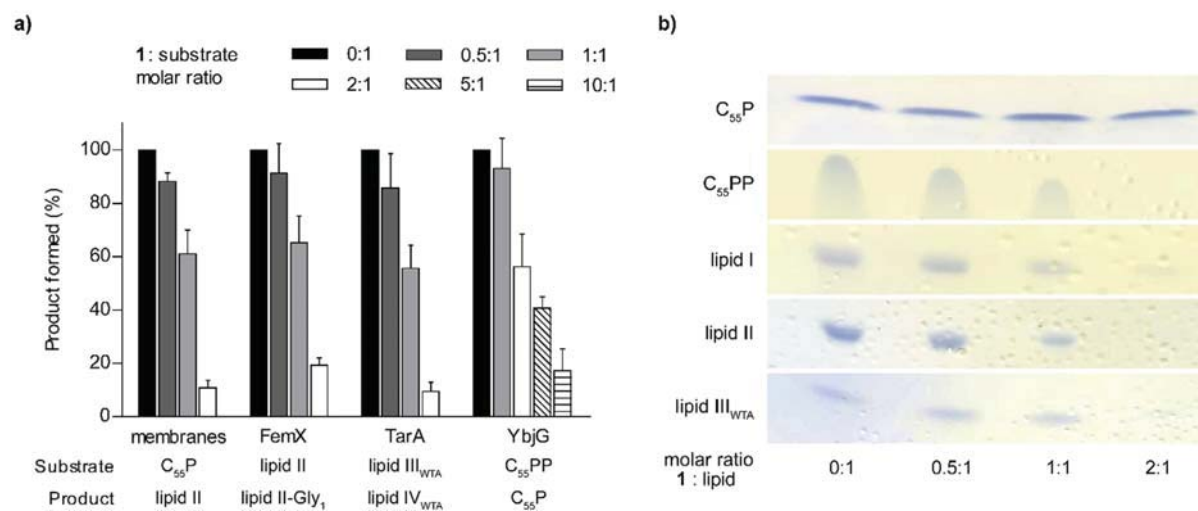 a)
1 : substrate
molar ratio
0:1 0.5:1 1:1
2:1 5:1 10:1
Product formed (%)
100
80
60
40
20
0
membranes FemX TarA YbjG
Substrate C₅₅P lipid II lipid III_WTA C₅₅PP
Product lipid II lipid II-Gly₁ lipid IV_WTA C₅₅P
b)
C₅₅P
C₅₅PP
lipid I
lipid II
lipid III_WTA
molar ratio
1 : lipid
0:1 0.5:1 1:1 2:1